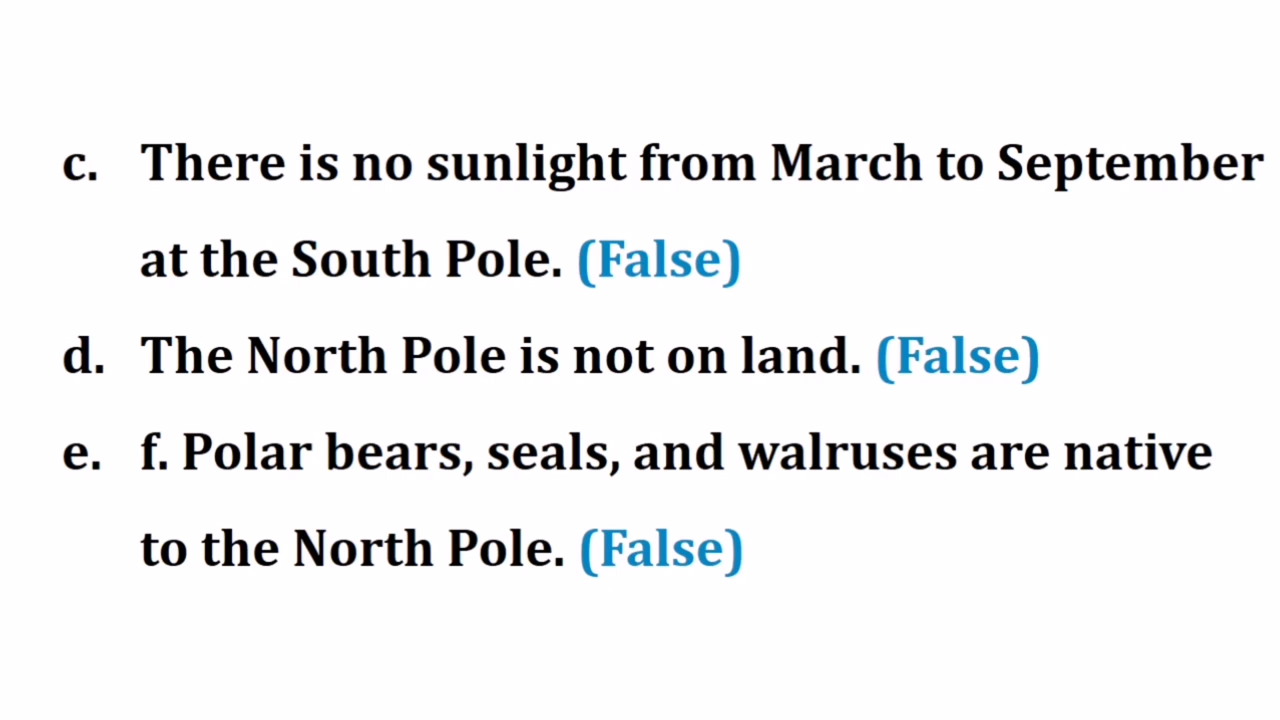 c. There is no sunlight from March to September
at the South Pole. (False)
d. The North Pole is not on land. (False)
e. f. Polar bears, seals, and walruses are native
to the North Pole. (False)